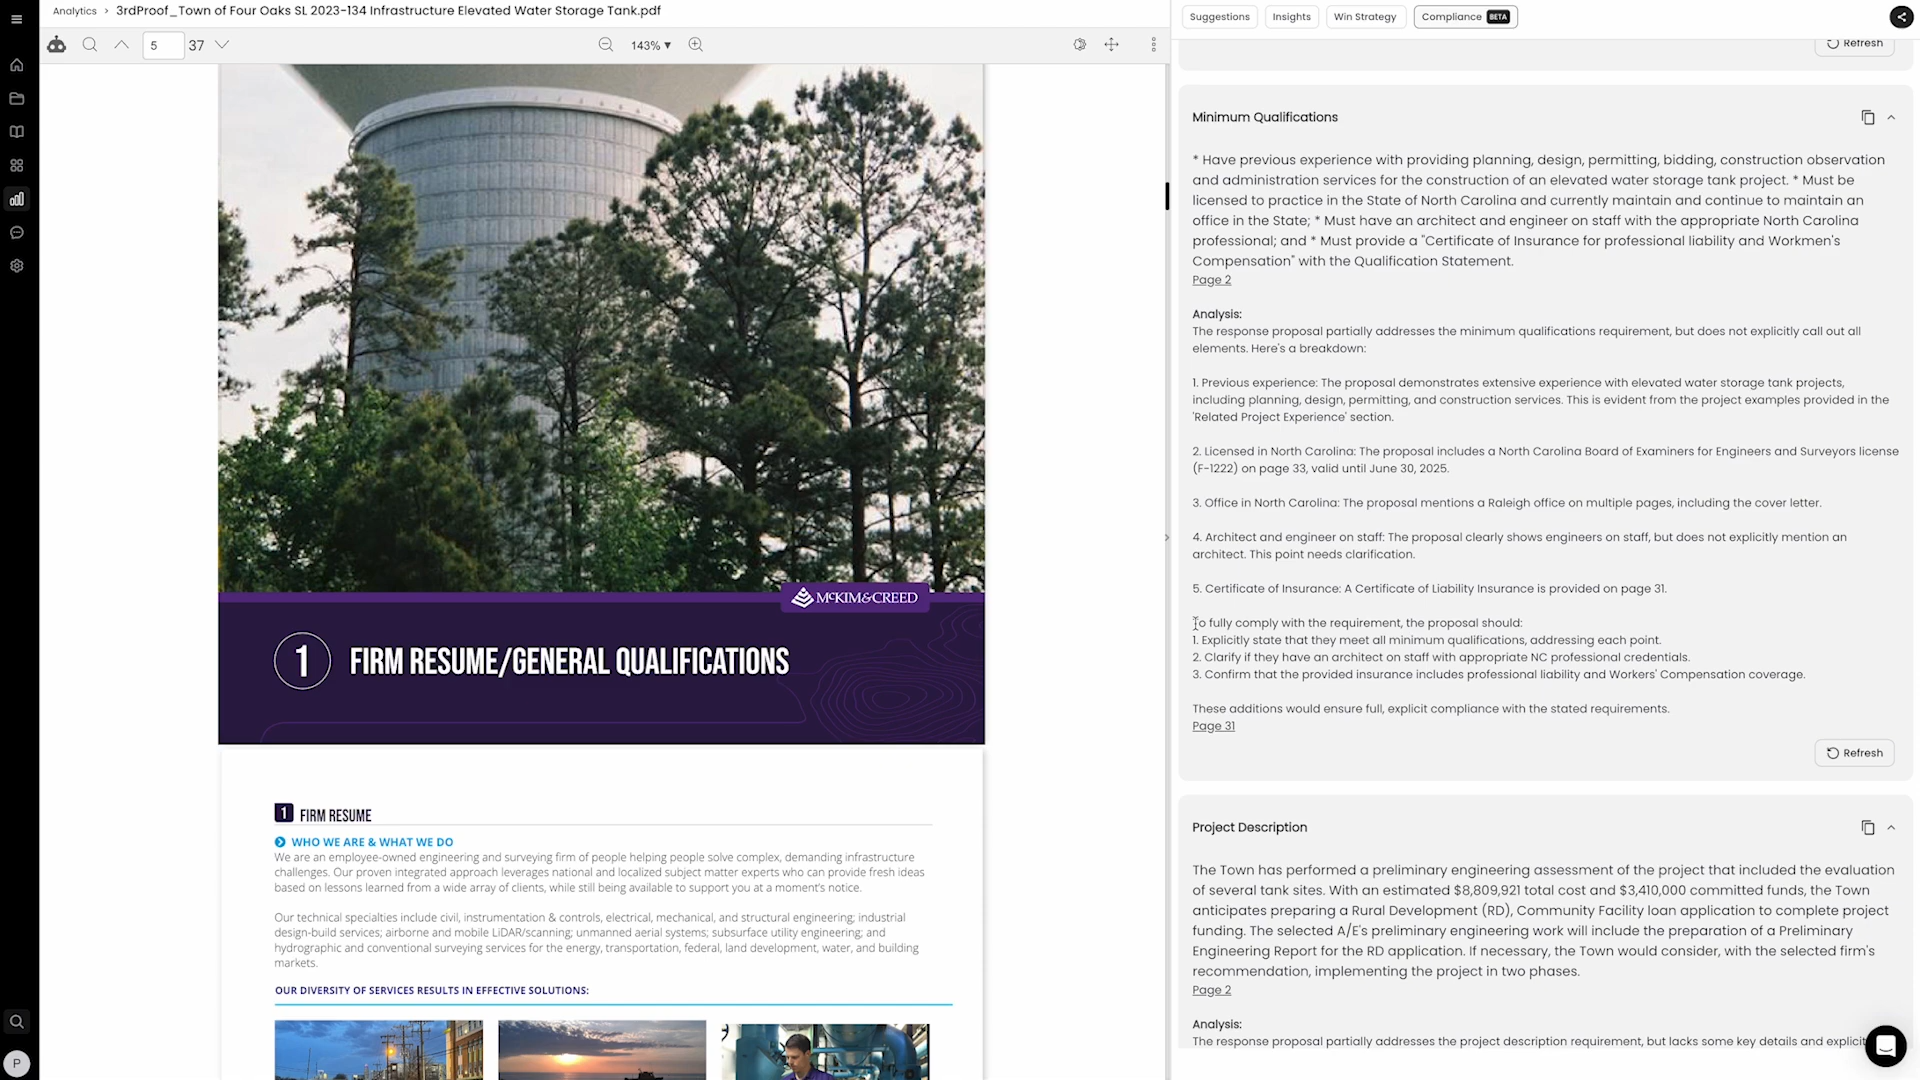 Analytics > 3rdProof_Town of Four Oaks SL 2023-134 Infrastructure Elevated Water Storage Tank.pdf
5 37
143% ▾
McKIM&CREED
1 FIRM RESUME/GENERAL QUALIFICATIONS
1 FIRM RESUME
WHO WE ARE & WHAT WE DO
We are an employee-owned engineering and surveying firm of people helping people solve complex, demanding infrastructure
challenges. Our proven integrated approach leverages national and localized subject matter experts who can provide fresh ideas
based on lessons learned from a wide array of clients, while still being available to support you at a moment's notice.
Our technical specialties include civil, instrumentation & controls, electrical, mechanical, and structural engineering; industrial
design-build services; airborne and mobile LiDAR/scanning; unmanned aerial systems; subsurface utility engineering; and
hydrographic and conventional surveying services for the energy, transportation, federal, land development, water, and building
markets.
OUR DIVERSITY OF SERVICES RESULTS IN EFFECTIVE SOLUTIONS:
P
Suggestions
Insights
Win Strategy
Compliance BETA
Refresh
Minimum Qualifications
* Have previous experience with providing planning, design, permitting, bidding, construction observation
and administration services for the construction of an elevated water storage tank project. * Must be
licensed to practice in the State of North Carolina and currently maintain and continue to maintain an
office in the State; * Must have an architect and engineer on staff with the appropriate North Carolina
professional; and * Must provide a "Certificate of Insurance for professional liability and Workmen's
Compensation" with the Qualification Statement.
Page 2
Analysis:
The response proposal partially addresses the minimum qualifications requirement, but does not explicitly call out all
elements. Here's a breakdown:
1. Previous experience: The proposal demonstrates extensive experience with elevated water storage tank projects,
including planning, design, permitting, and construction services. This is evident from the project examples provided in the
'Related Project Experience' section.
2. Licensed in North Carolina: The proposal includes a North Carolina Board of Examiners for Engineers and Surveyors license
(F-1222) on page 33, valid until June 30, 2025.
3. Office in North Carolina: The proposal mentions a Raleigh office on multiple pages, including the cover letter.
4. Architect and engineer on staff: The proposal clearly shows engineers on staff, but does not explicitly mention an
architect. This point needs clarification.
5. Certificate of Insurance: A Certificate of Liability Insurance is provided on page 31.
To fully comply with the requirement, the proposal should:
1. Explicitly state that they meet all minimum qualifications, addressing each point.
2. Clarify if they have an architect on staff with appropriate NC professional credentials.
3. Confirm that the provided insurance includes professional liability and Workers' Compensation coverage.
These additions would ensure full, explicit compliance with the stated requirements.
Page 31
Refresh
Project Description
The Town has performed a preliminary engineering assessment of the project that included the evaluation
of several tank sites. With an estimated $8,809,921 total cost and $3,410,000 committed funds, the Town
anticipates preparing a Rural Development (RD), Community Facility loan application to complete project
funding. The selected A/E's preliminary engineering work will include the preparation of a Preliminary
Engineering Report for the RD application. If necessary, the Town would consider, with the selected firm's
recommendation, implementing the project in two phases.
Page 2
Analysis:
The response proposal partially addresses the project description requirement, but lacks some key details and explicit